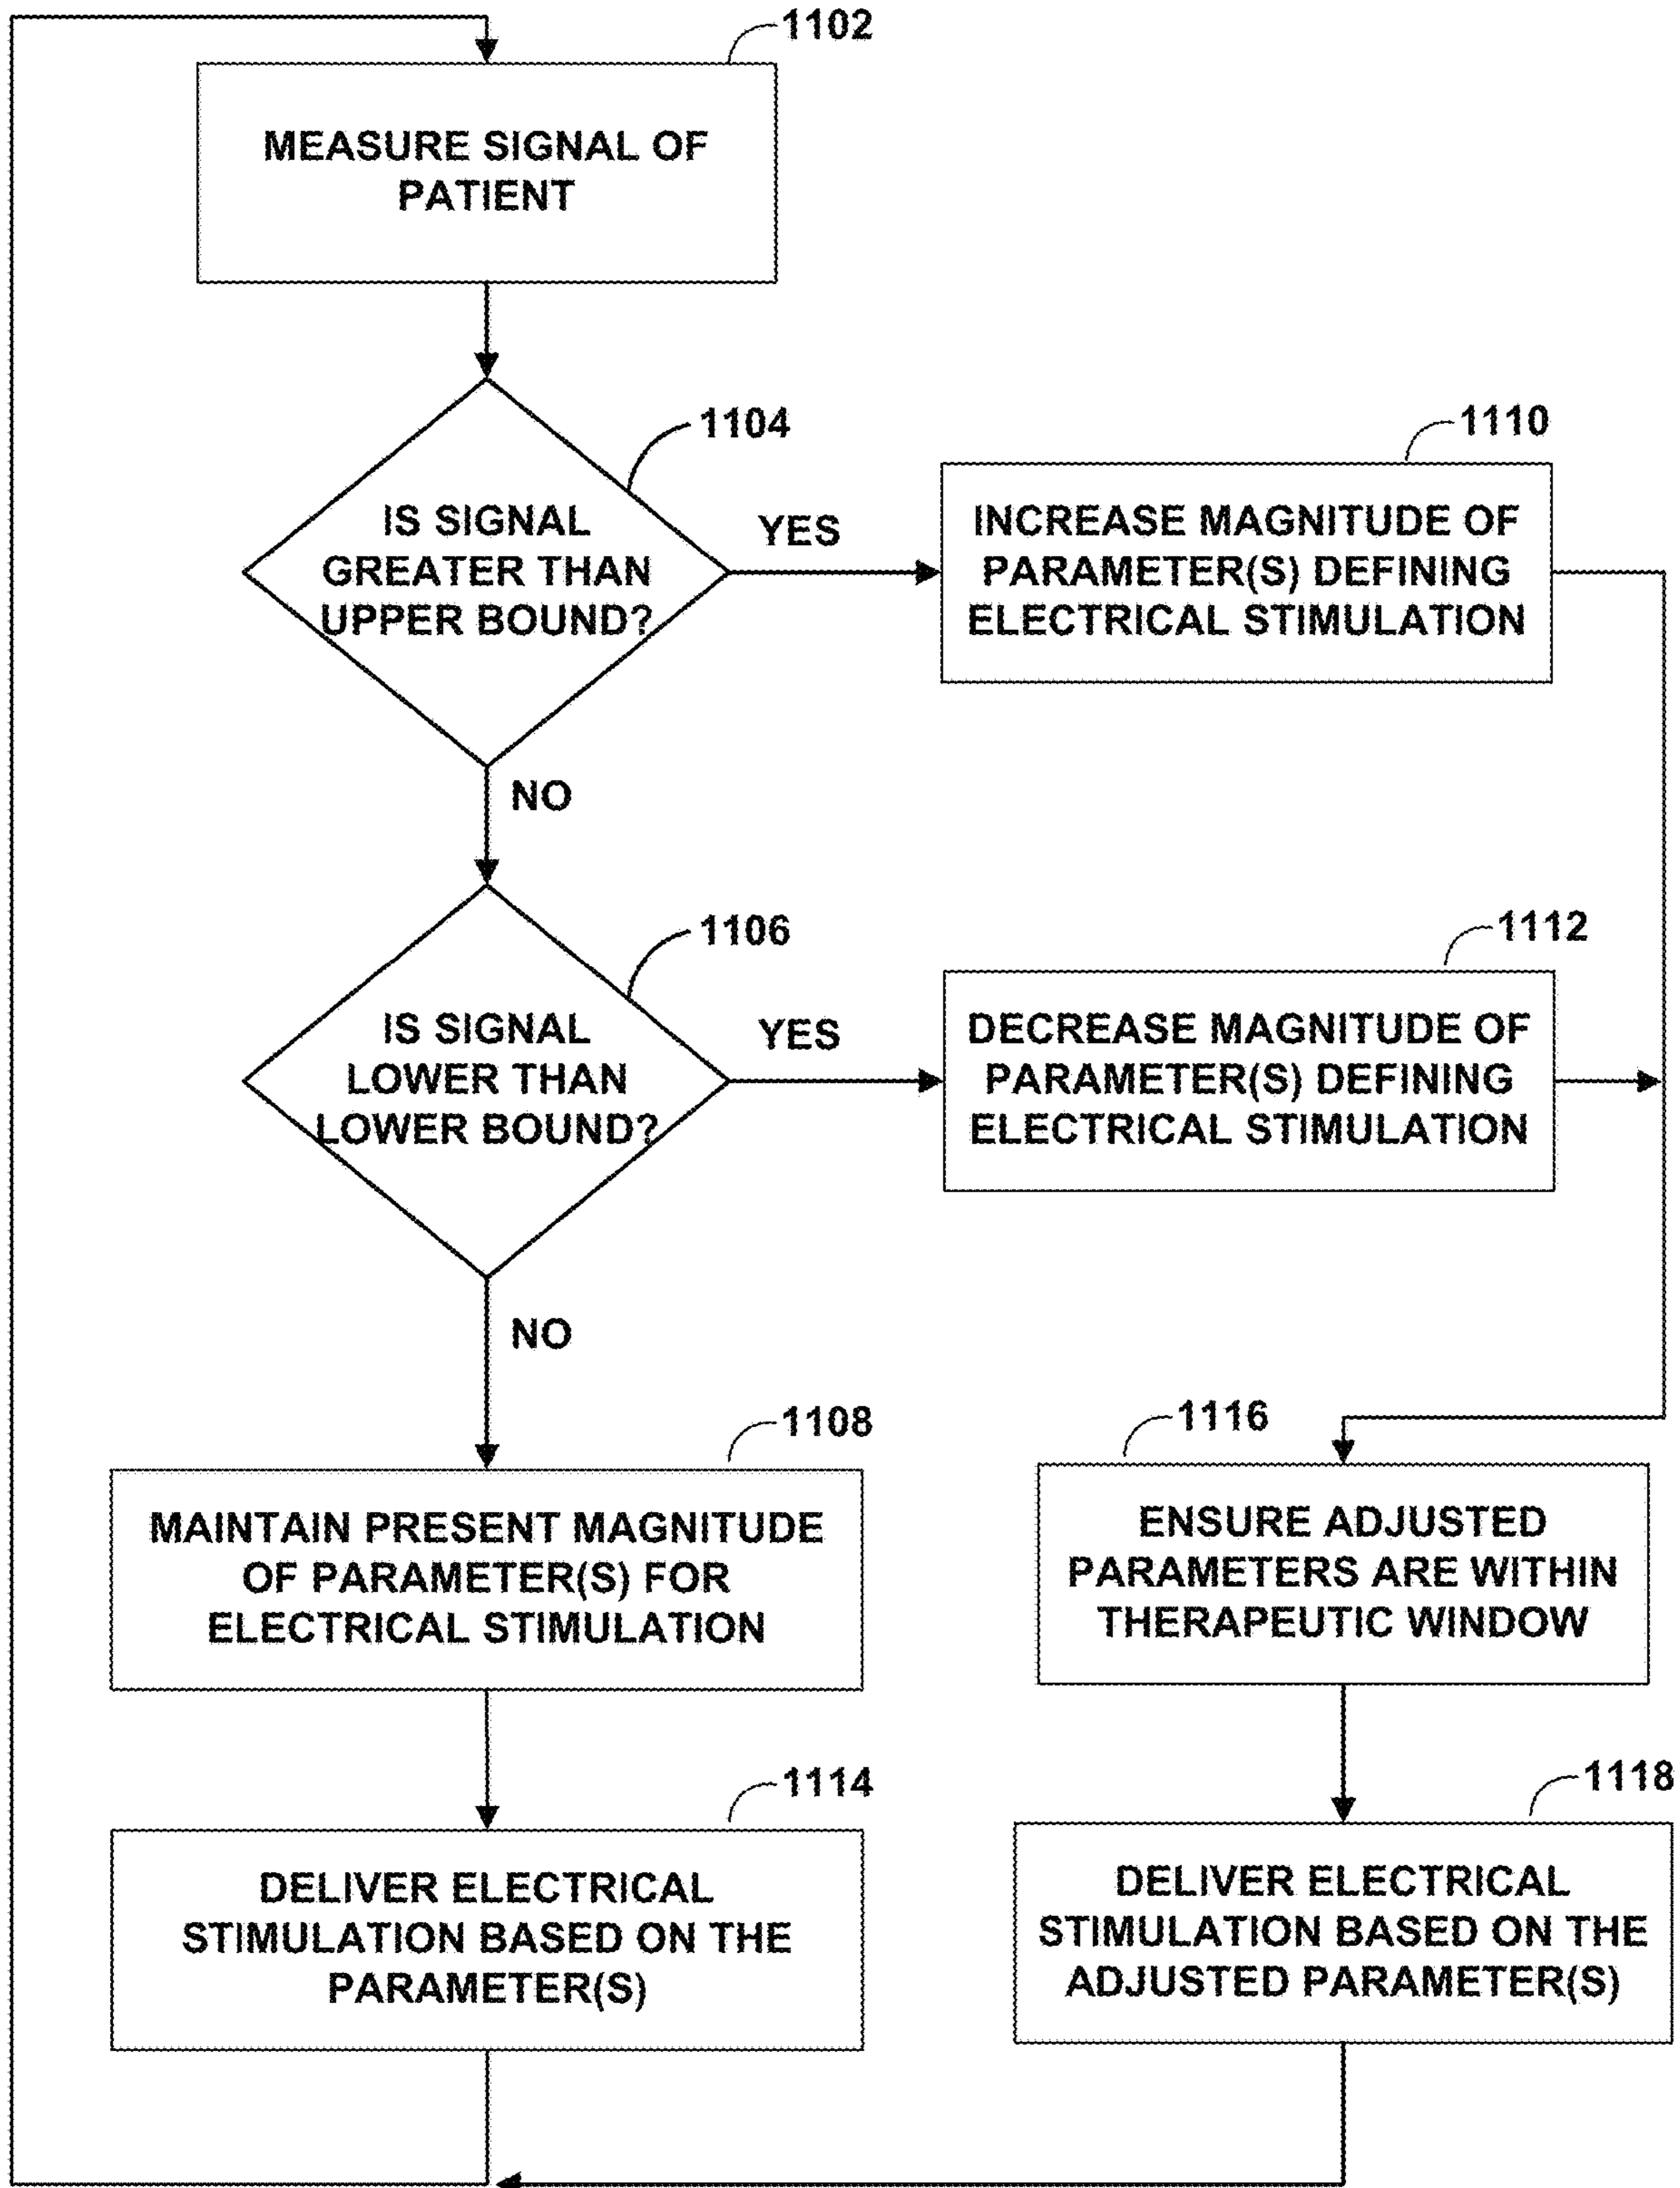 1102
MEASURE SIGNAL OF
PATIENT
1104
IS SIGNAL
GREATER THAN
UPPER BOUND?
YES
1110
INCREASE MAGNITUDE OF
PARAMETER(S) DEFINING
ELECTRICAL STIMULATION
NO
1106
IS SIGNAL
LOWER THAN
LOWER BOUND?
YES
1112
DECREASE MAGNITUDE OF
PARAMETER(S) DEFINING
ELECTRICAL STIMULATION
NO
1108
MAINTAIN PRESENT MAGNITUDE
OF PARAMETER(S) FOR
ELECTRICAL STIMULATION
1116
ENSURE ADJUSTED
PARAMETERS ARE WITHIN
THERAPEUTIC WINDOW
1114
DELIVER ELECTRICAL
STIMULATION BASED ON THE
PARAMETER(S)
1118
DELIVER ELECTRICAL
STIMULATION BASED ON THE
ADJUSTED PARAMETER(S)